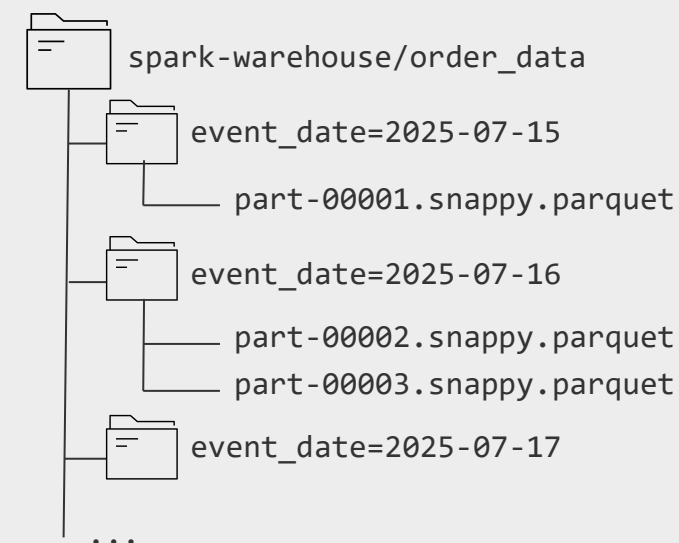 spark-warehouse/order_data
event_date=2025-07-15
part-00001.snappy.parquet
event_date=2025-07-16
part-00002.snappy.parquet
part-00003.snappy.parquet
event_date=2025-07-17
...